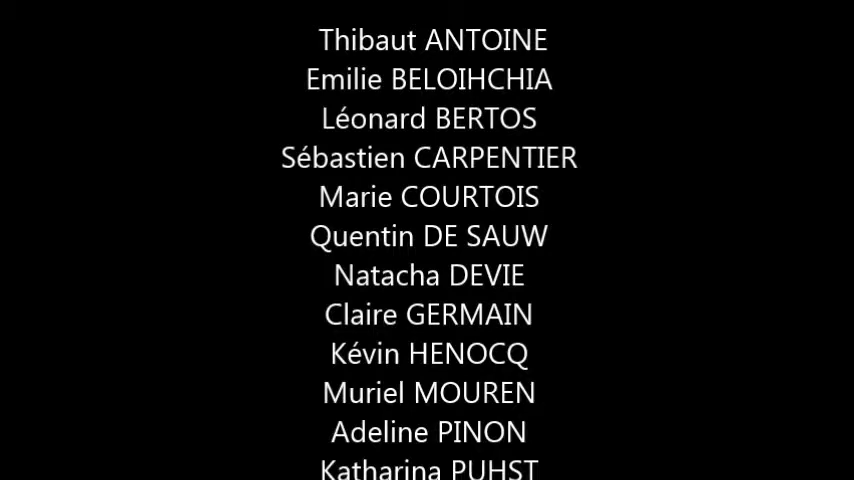 Thibaut ANTOINE
Emilie BELOIHCHIA
Léonard BERTOS
Sébastien CARPENTIER
Marie COURTOIS
Quentin DE SAUW
Natacha DEVIE
Claire GERMAIN
Kévin HENOCQ
Muriel MOUREN
Adeline PINON
Katharina PUHST